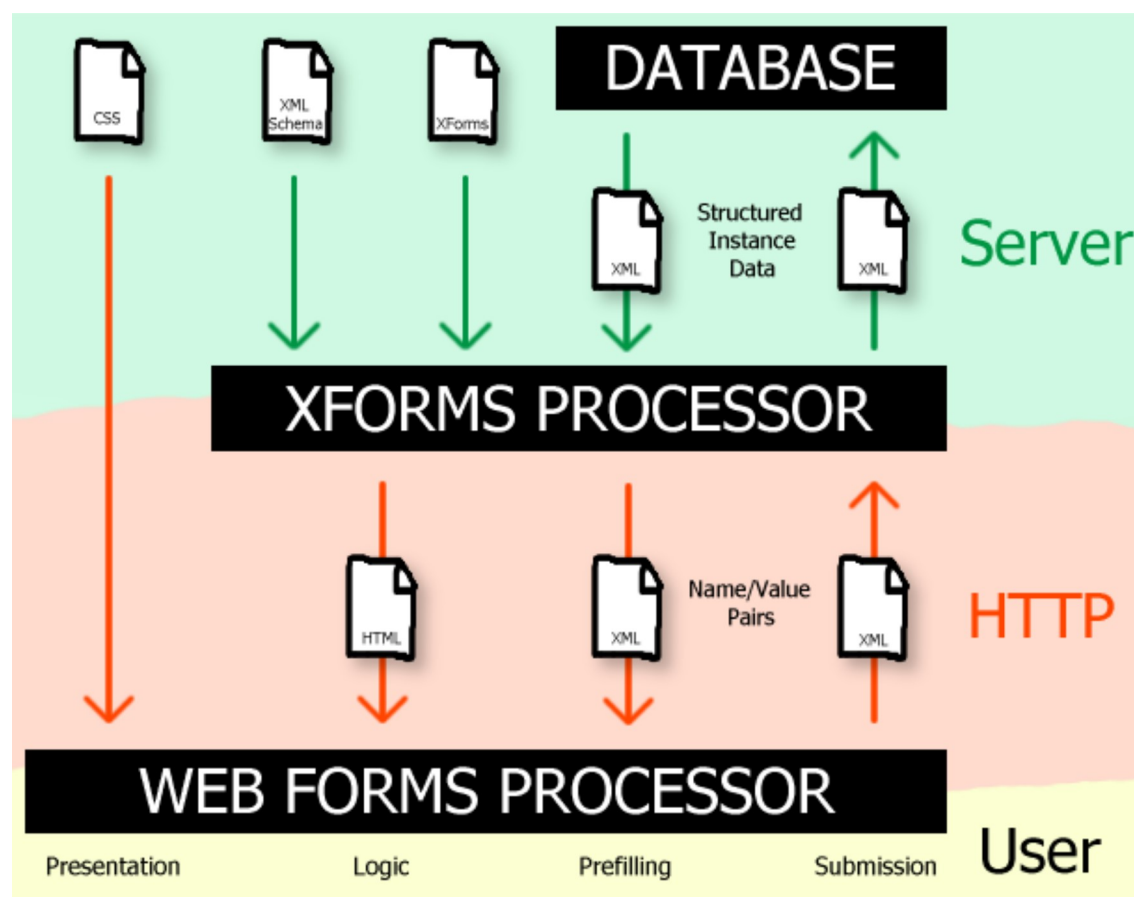 DATABASE
CSS
XML
Schema
XForms
Structured
Instance
Data
XML
XML
Server
XFORMS PROCESSOR
HTML
XML
Name/Value
Pairs
XML
HTTP
WEB FORMS PROCESSOR
Presentation
Logic
Prefilling
Submission
User